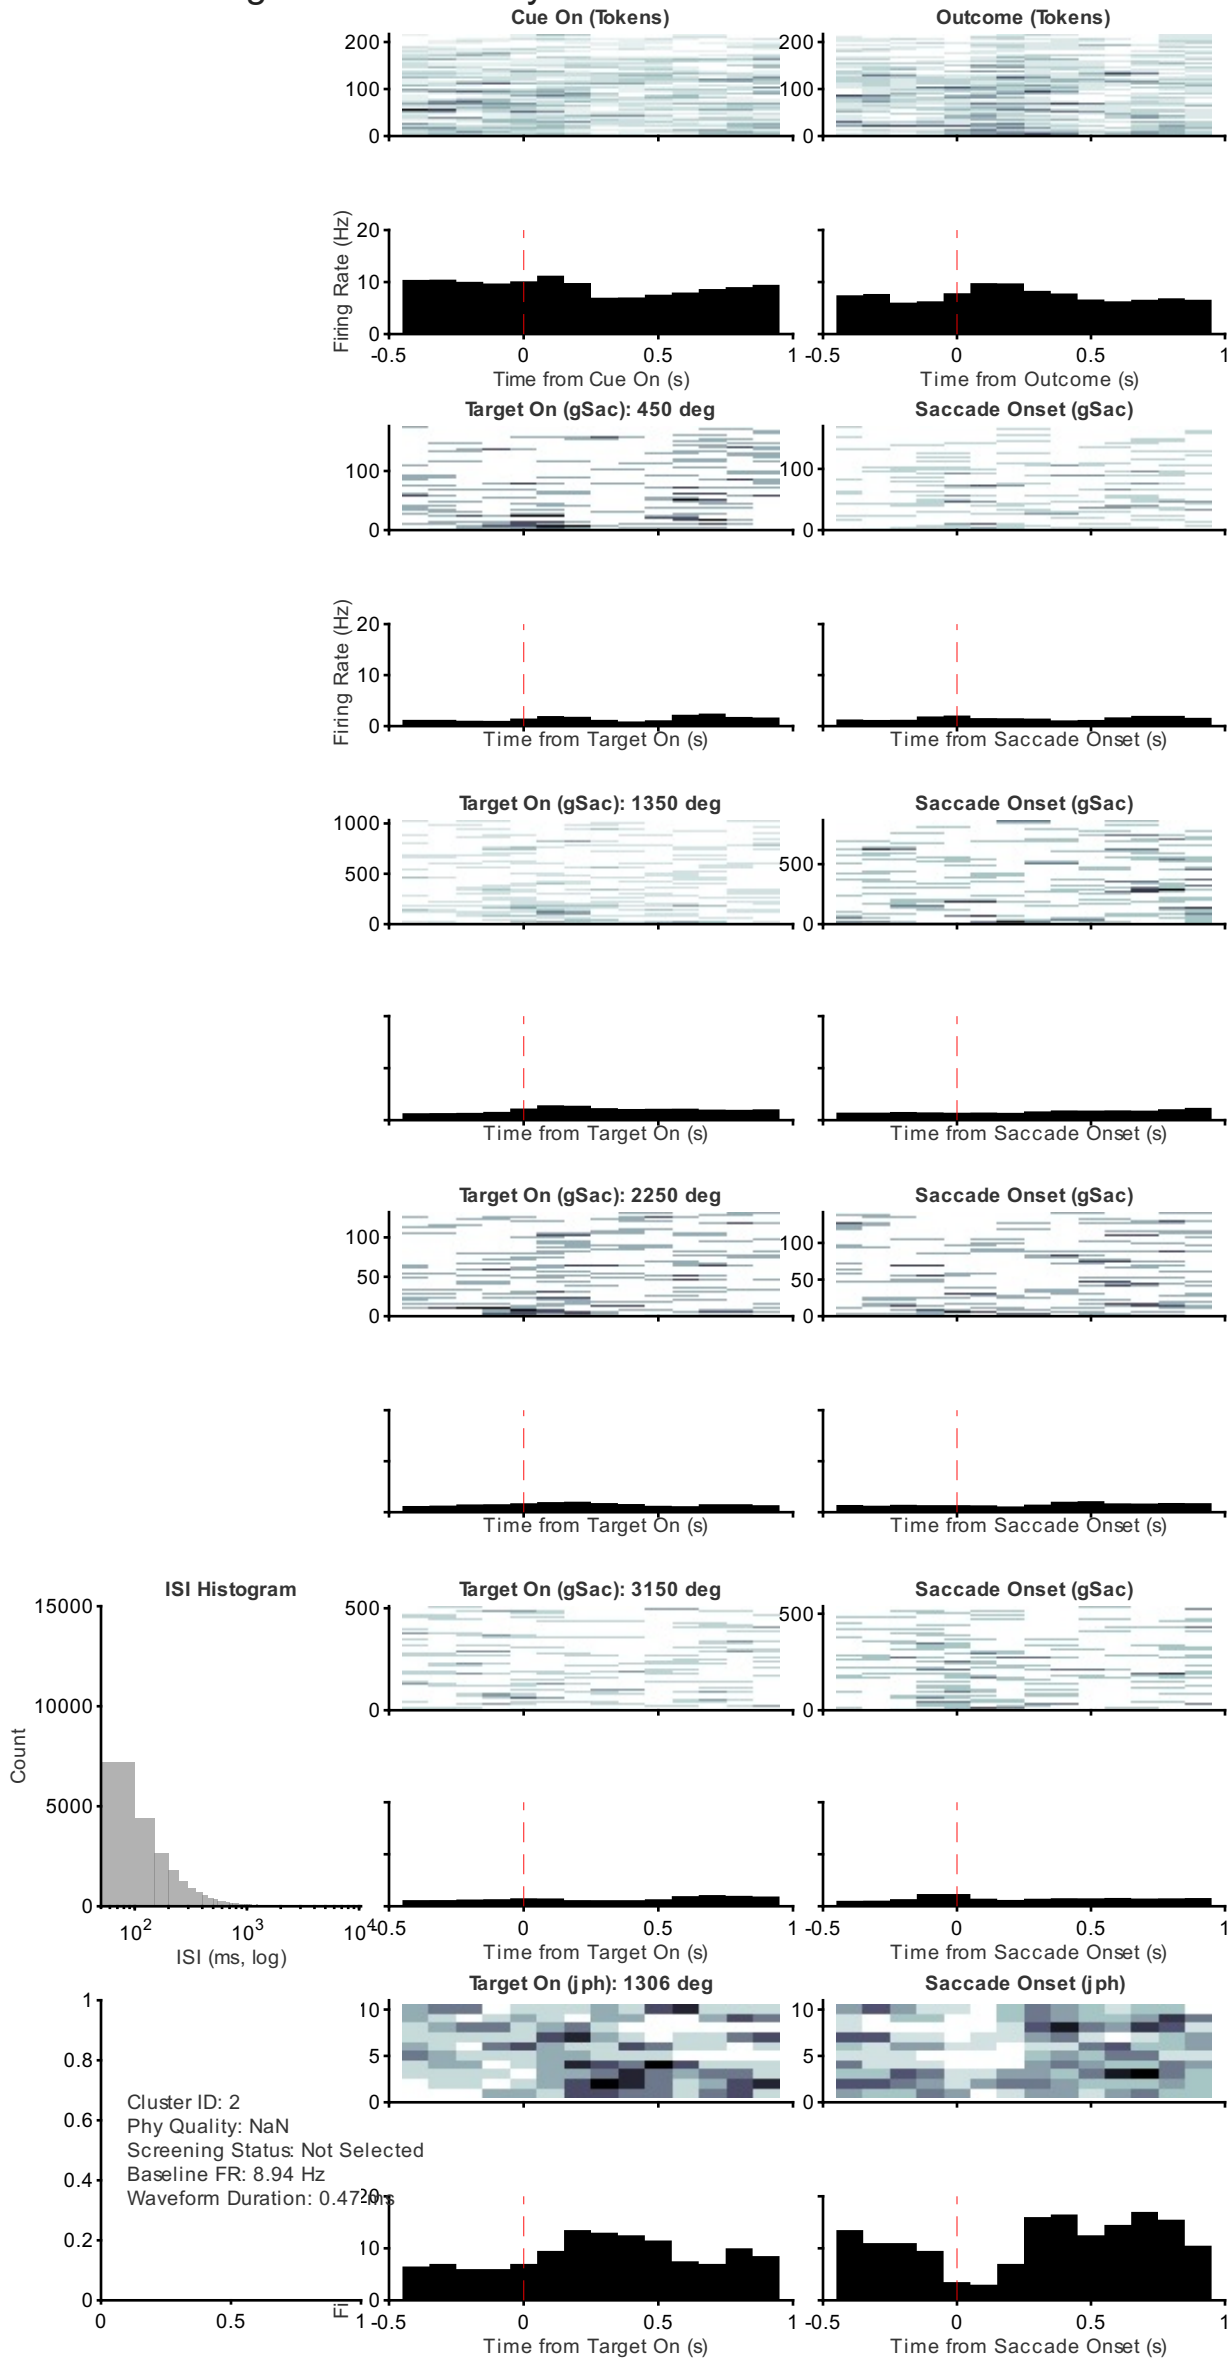 Cue On (Tokens)
Outcome (Tokens)
200
100
0
200
100
0
Firing Rate (Hz)
20
10
0
-0.5
0
0.5
1
-0.5
0
0.5
1
Time from Cue On (s)
Time from Outcome (s)
Target On (gSac): 450 deg
Saccade Onset (gSac)
100
0
100
0
Firing Rate (Hz)
20
10
0
Time from Target On (s)
Time from Saccade Onset (s)
Target On (gSac): 1350 deg
Saccade Onset (gSac)
1000
500
0
500
0
Time from Target On (s)
Time from Saccade Onset (s)
Target On (gSac): 2250 deg
Saccade Onset (gSac)
100
50
0
100
50
0
Time from Target On (s)
Time from Saccade Onset (s)
ISI Histogram
Target On (gSac): 3150 deg
Saccade Onset (gSac)
15000
10000
5000
0
Count
10²
10³
10⁴
ISI (ms, log)
500
0
500
0
-0.5
0
0.5
1
-0.5
0
0.5
1
Time from Target On (s)
Time from Saccade Onset (s)
Target On (jph): 1306 deg
Saccade Onset (jph)
1
0.8
0.6
0.4
0.2
0
0
0.5
1
Cluster ID: 2
Phy Quality: NaN
Screening Status: Not Selected
Baseline FR: 8.94 Hz
Waveform Duration: 0.47 ms
10
5
0
10
5
0
Fi
20
10
0
-0.5
0
0.5
1
-0.5
0
0.5
1
Time from Target On (s)
Time from Saccade Onset (s)